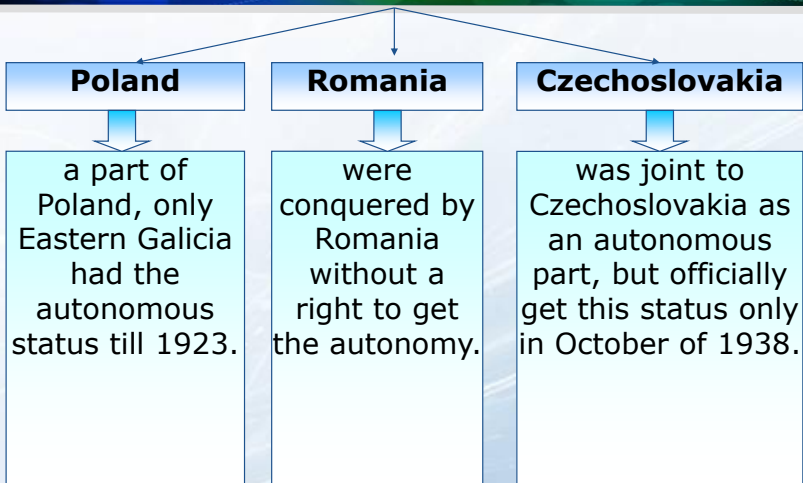 Poland
a part of
Poland, only
Eastern Galicia
had the
autonomous
status till 1923.
Romania
were
conquered by
Romania
without a
right to get
the autonomy.
Czechoslovakia
was joint to
Czechoslovakia as
an autonomous
part, but officially
get this status only
in October of 1938.